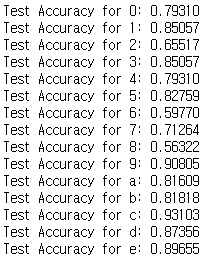 Test Accuracy for 0: 0.79310
Test Accuracy for 1: 0.85057
Test Accuracy for 2: 0.65517
Test Accuracy for 3: 0.85057
Test Accuracy for 4: 0.79310
Test Accuracy for 5: 0.82759
Test Accuracy for 6: 0.59770
Test Accuracy for 7: 0.71264
Test Accuracy for 8: 0.56322
Test Accuracy for 9: 0.90805
Test Accuracy for a: 0.81609
Test Accuracy for b: 0.81818
Test Accuracy for c: 0.93103
Test Accuracy for d: 0.87356
Test Accuracy for e: 0.89655